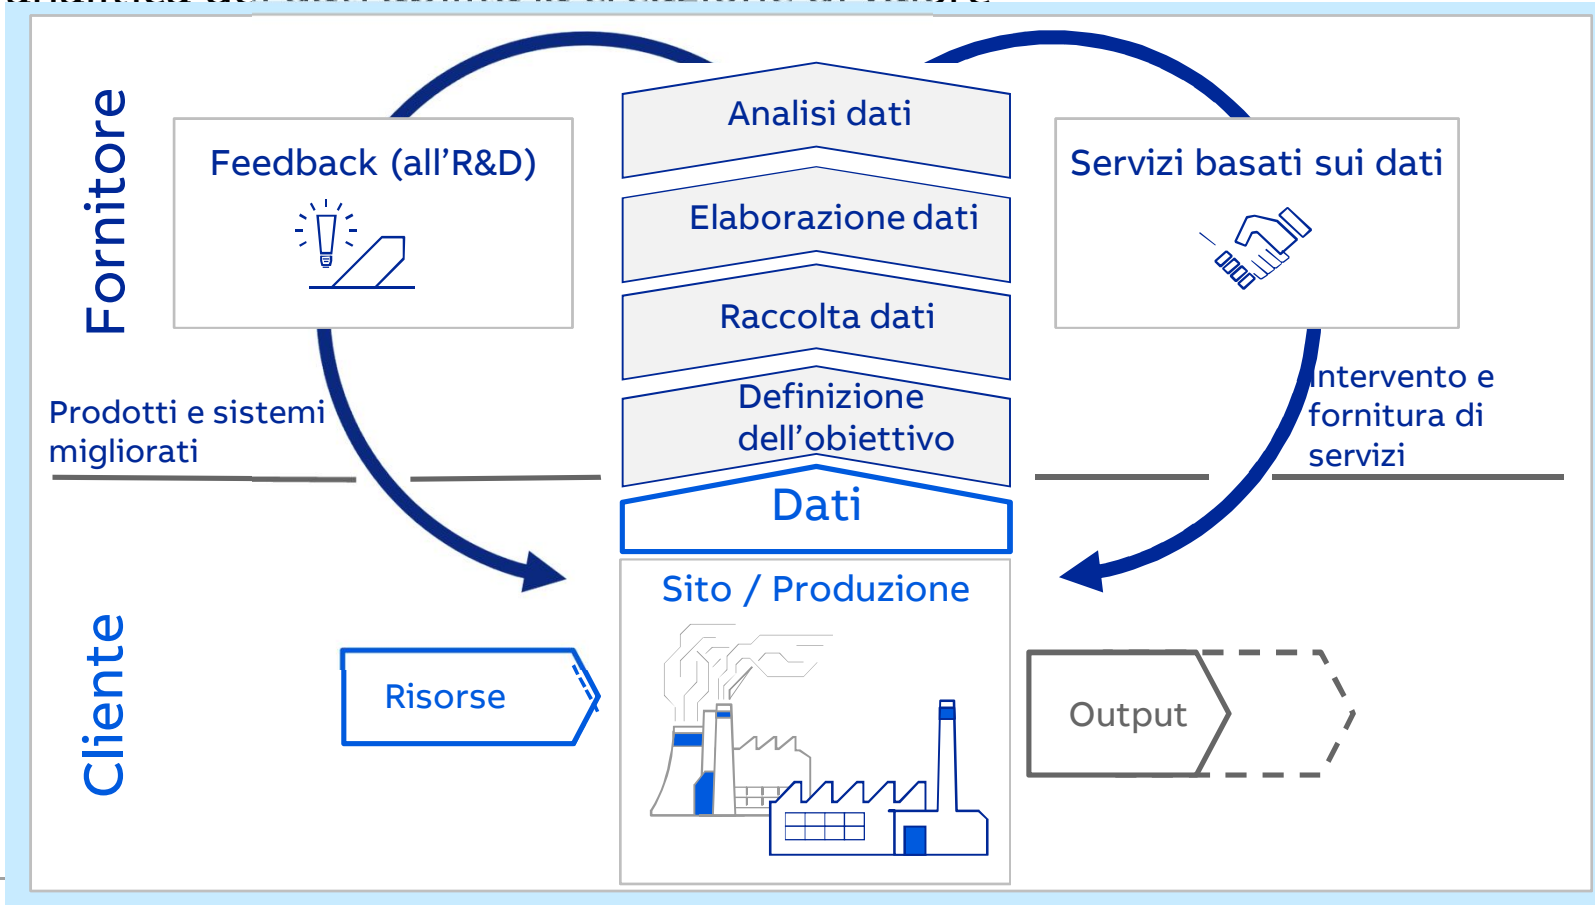 Fornitore
Feedback (all'R&D)
Analisi dati
Elaborazione dati
Raccolta dati
Definizione
dell'obiettivo
Servizi basati sui dati
Prodotti e sistemi
migliorati
Intervento e
fornitura di
servizi
Dati
Cliente
Sito / Produzione
Risorse
Output